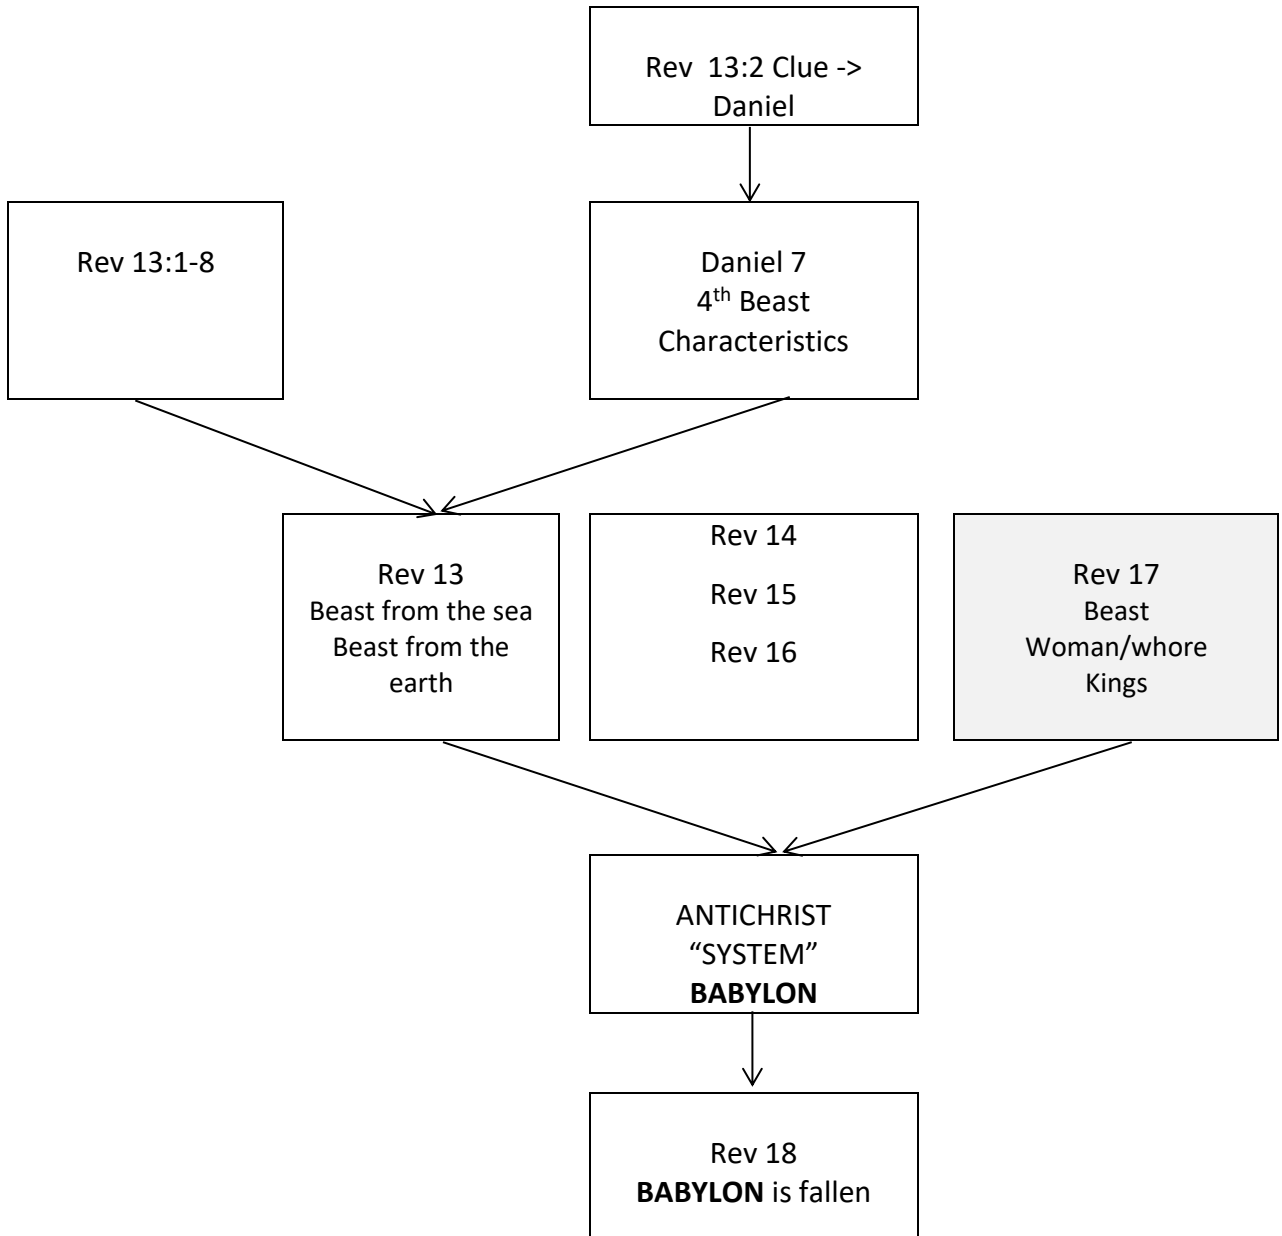 Rev 13:2 Clue ->
Daniel
Rev 13:1-8
Daniel 7
4th Beast
Characteristics
Rev 13
Beast from the sea
Beast from the
earth
Rev 14
Rev 15
Rev 16
Rev 17
Beast
Woman/whore
Kings
ANTICHRIST
“SYSTEM”
BABYLON
Rev 18
BABYLON is fallen